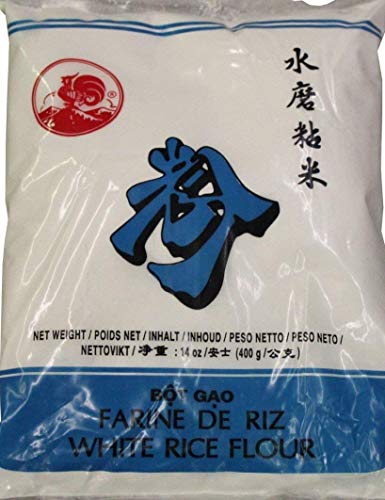 ®
水磨粘米
粉
NET WEIGHT / POIDS NET / INHALT / INHOUD / PESO NETTO / PESO NETO /
NETTOVIKT / 净重 : 14 oz / 安士 (400 g / 公克)
BỘT GẠO
FARINE DE RIZ
WHITE RICE FLOUR